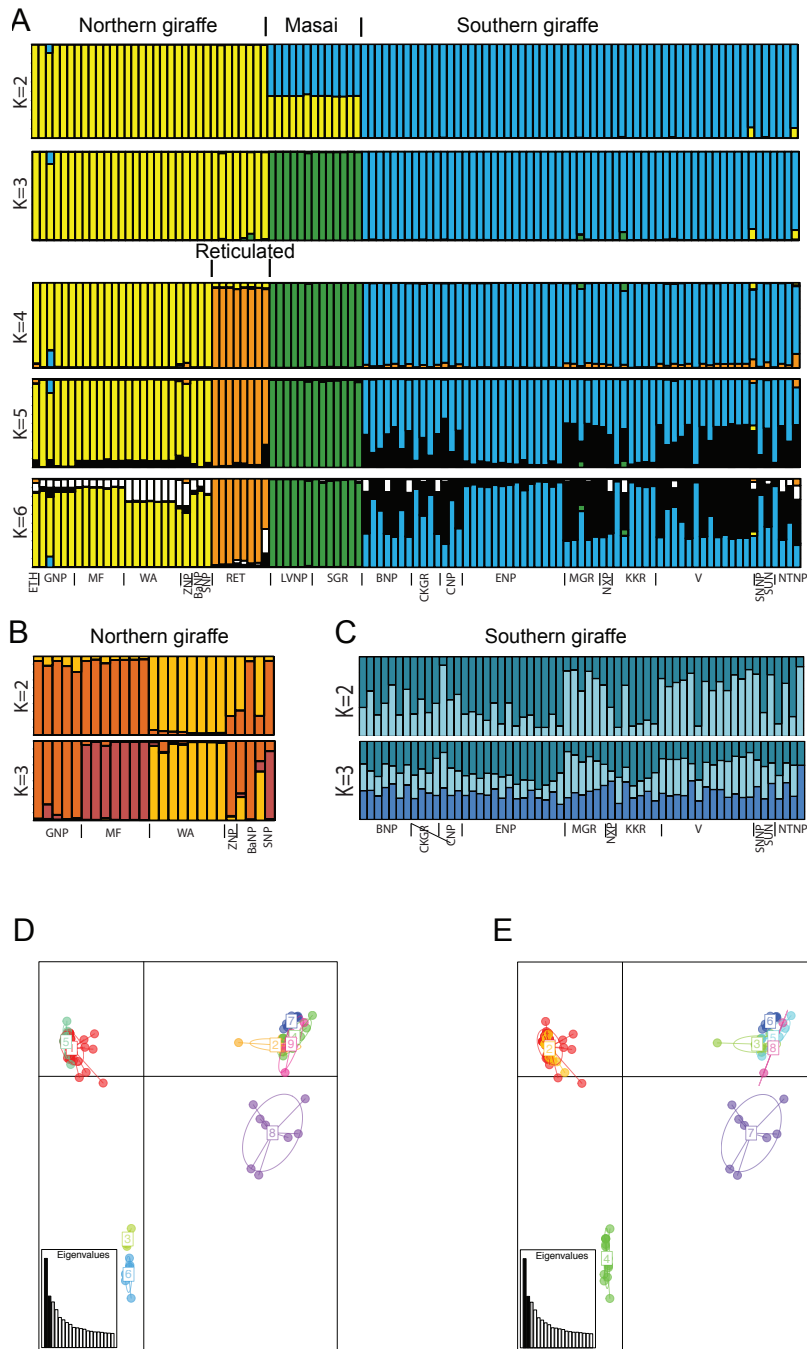 A
Northern giraffe
Masai
Southern giraffe
K=2
K=3
Reticulated
K=4
K=5
K=6
ETH
GNP
MF
WA
ZNP
BaNP
SNP
RET
LVNP
SGR
BNP
CKGR
CNP
ENP
MGR
NXP
KKR
V
SNNP
SUN
NTNP
B
Northern giraffe
K=2
K=3
GNP
MF
WA
ZNP
BaNP
SNP
C
Southern giraffe
K=2
K=3
BNP
CKGR
CNP
ENP
MGR
NXP
KKR
V
SNNP
SUN
NTNP
D
5
7
2
9
8
3
6
Eigenvalues
E
2
6
3
5
8
7
4
Eigenvalues